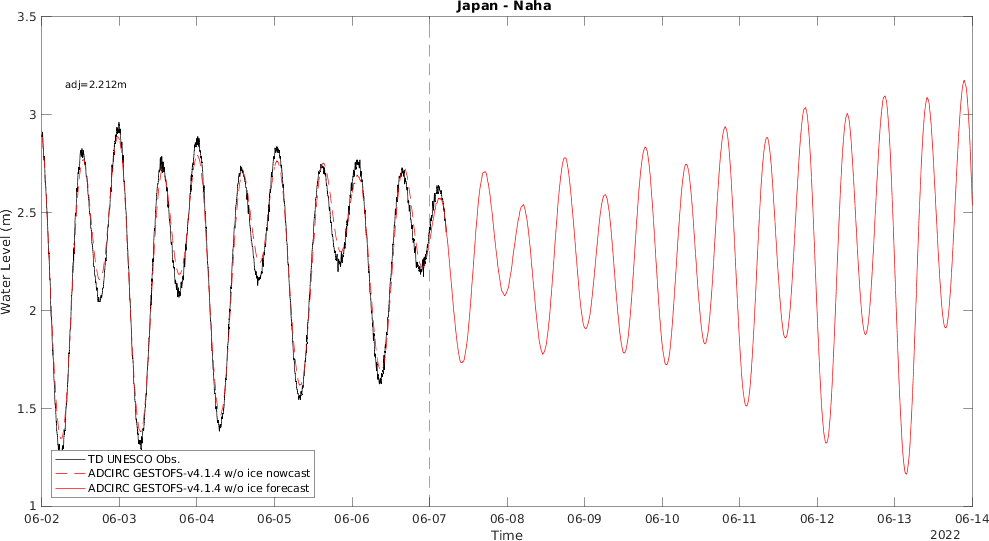 Japan - Naha
3.5
3
2.5
2
1.5
1
Water Level (m)
adj=2.212m
TD UNESCO Obs.
ADCIRC GESTOFS-v4.1.4 w/o ice nowcast
ADCIRC GESTOFS-v4.1.4 w/o ice forecast
06-02 06-03 06-04 06-05 06-06 06-07 06-08 06-09 06-10 06-11 06-12 06-13 06-14
Time
2022